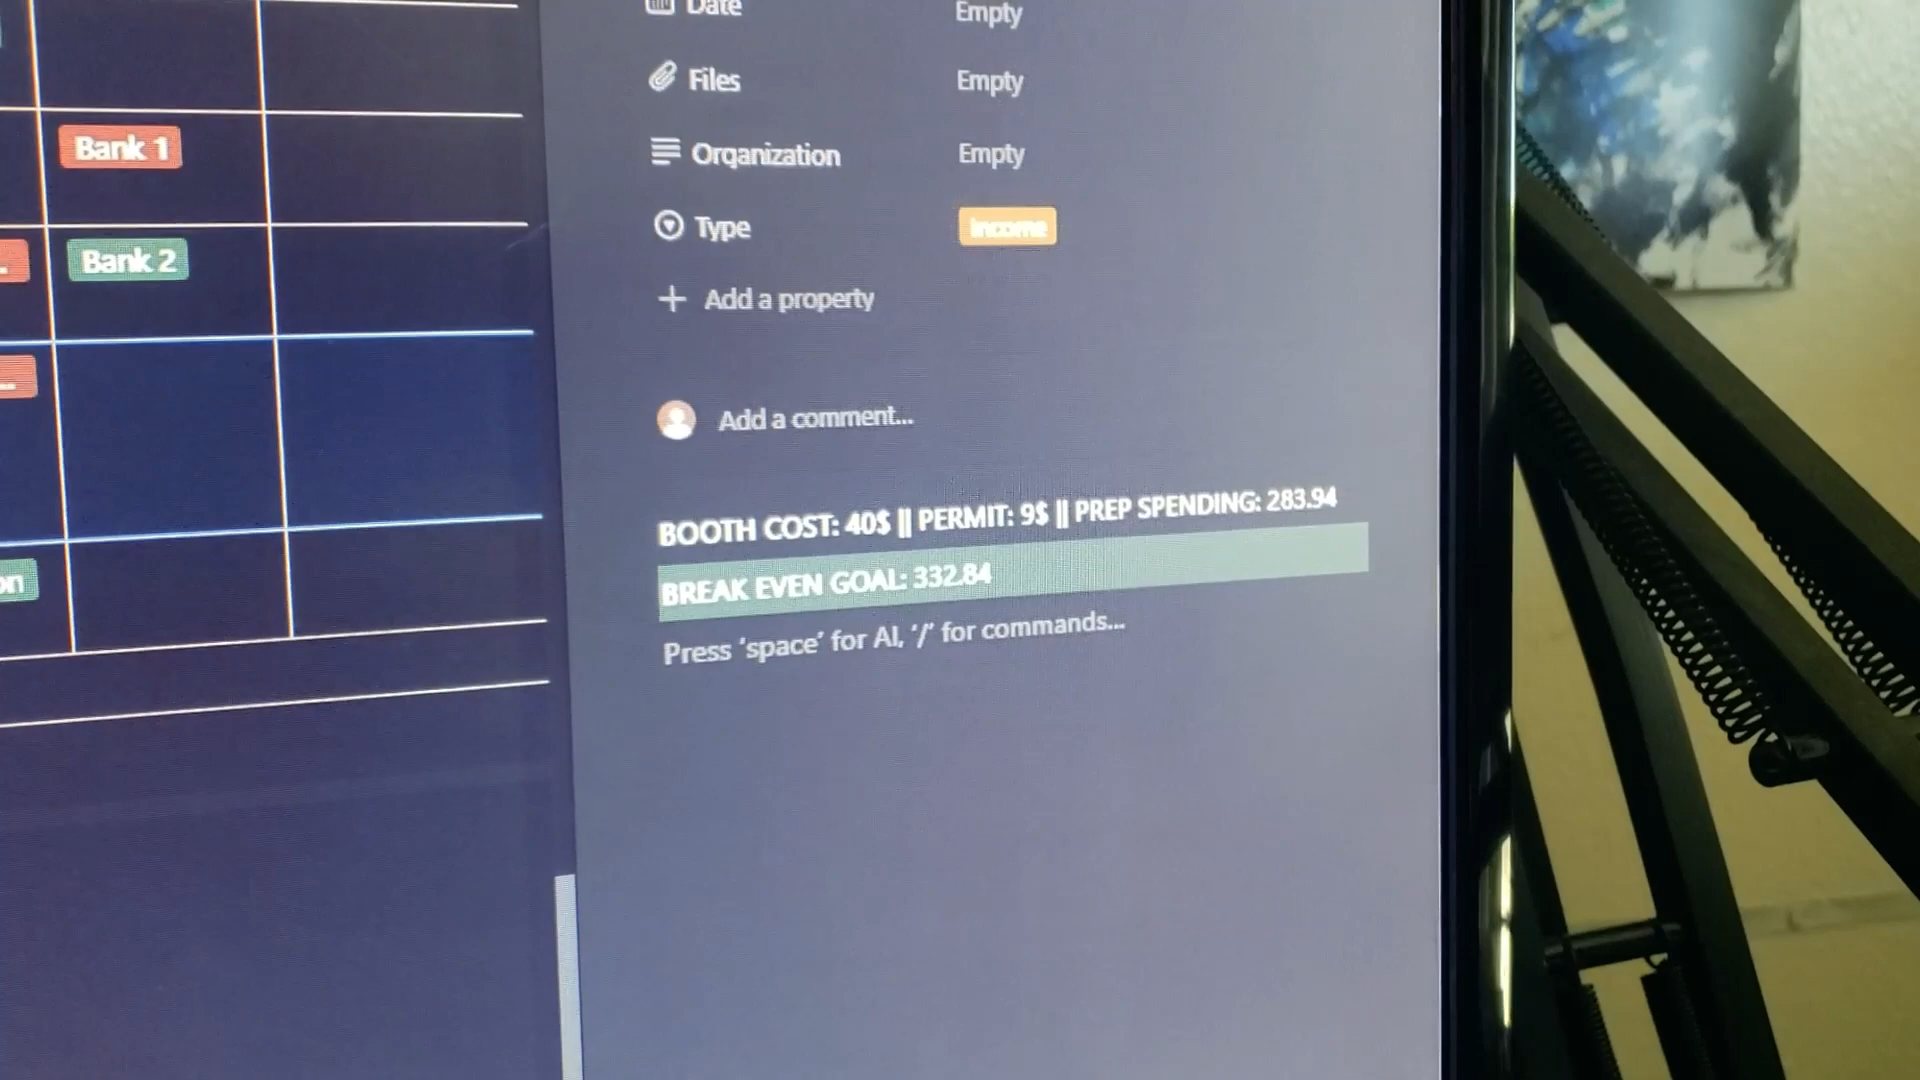 Date Empty
Files Empty
Organization Empty
Bank 1
Type Income
Bank 2
Add a property
Add a comment...
BOOTH COST: 40$ || PERMIT: 9$ || PREP SPENDING: 283.94
BREAK EVEN GOAL: 332.84
on
Press 'space' for AI, '/' for commands...